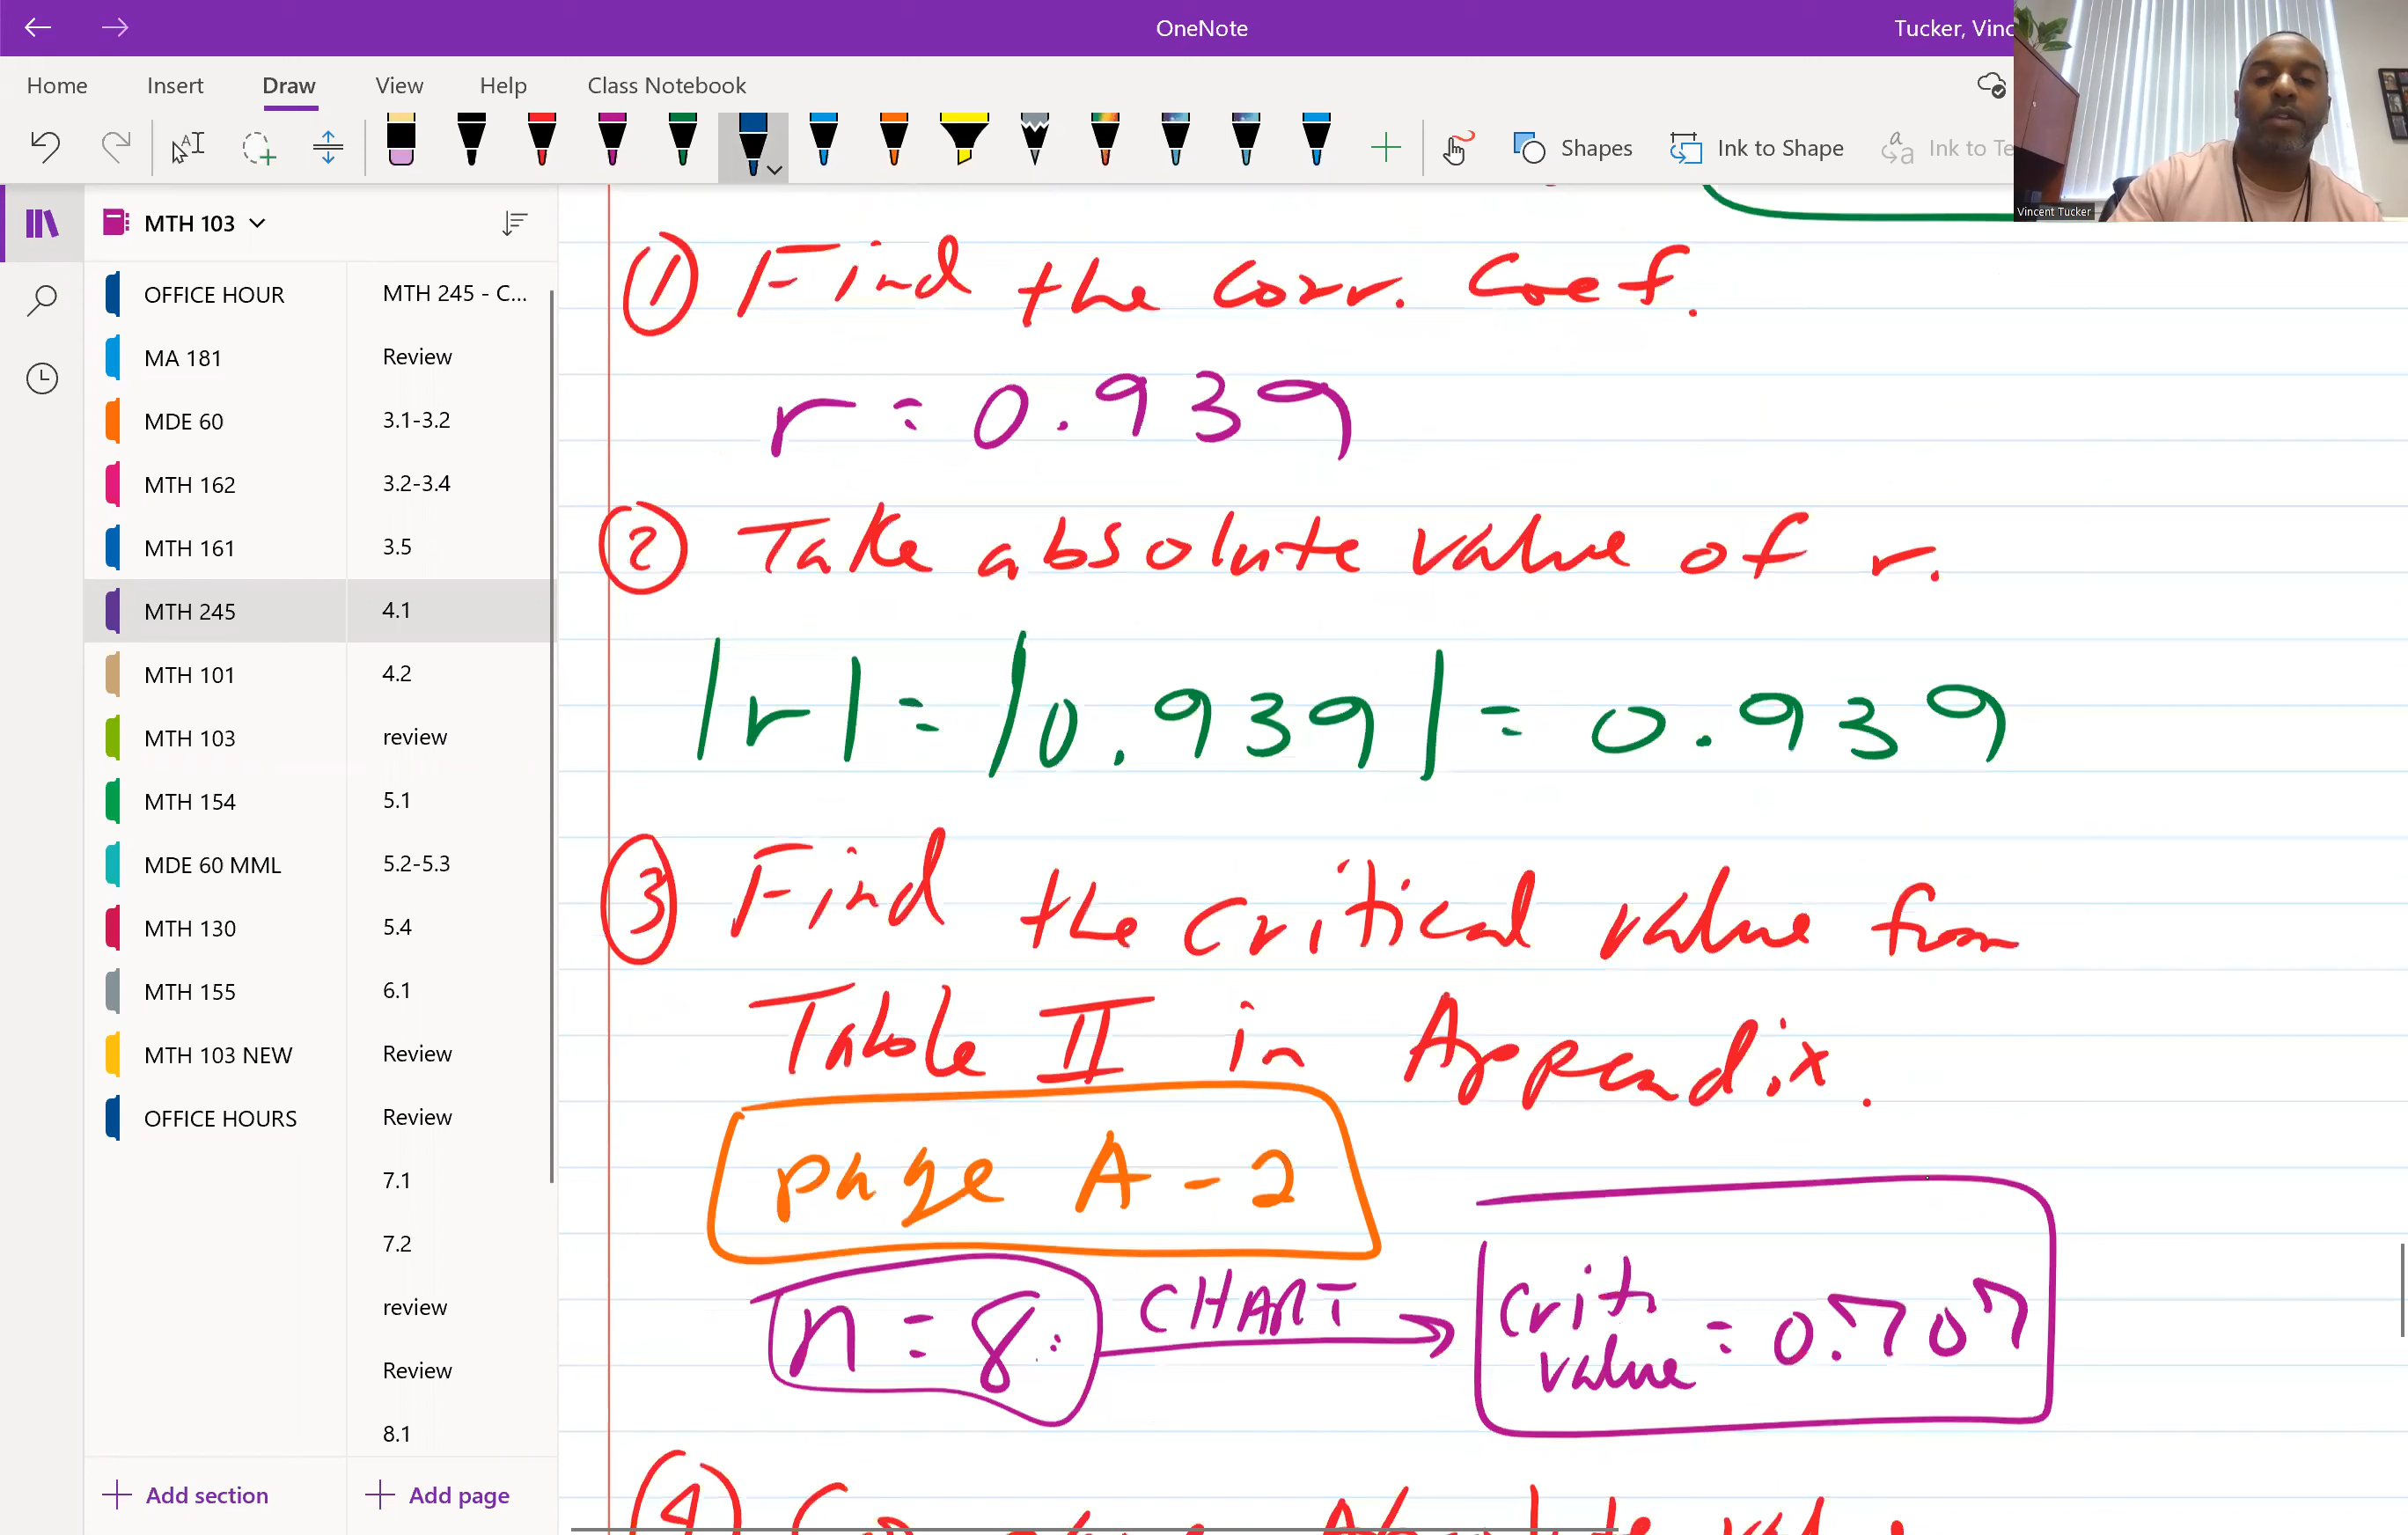 OneNote
Tucker, Vinc
Home Insert Draw View Help Class Notebook
Shapes Ink to Shape Ink to Te
Vincent Tucker
MTH 103
OFFICE HOUR
MA 181
MDE 60
MTH 162
MTH 161
MTH 245
MTH 101
MTH 103
MTH 154
MDE 60 MML
MTH 130
MTH 155
MTH 103 NEW
OFFICE HOURS
Add section
MTH 245 - C...
Review
3.1-3.2
3.2-3.4
3.5
4.1
4.2
review
5.1
5.2-5.3
5.4
6.1
Review
Review
7.1
7.2
review
Review
8.1
Add page
① Find the Corr. Coef.
r = 0.939
② Take absolute value of r.
|r| = |0.939| = 0.939
③ Find the critical value from
Table II in Appendix.
page A-2
n = 8 CHART → Crit value = 0.707
④ Absolute